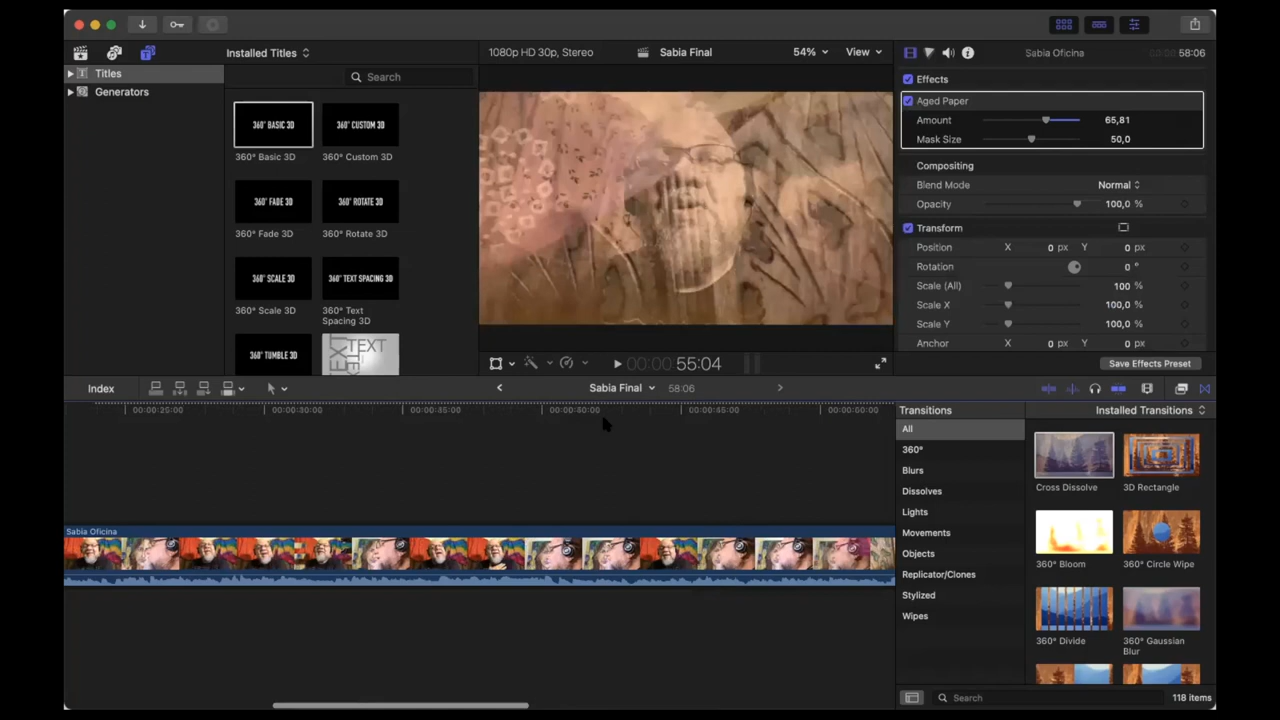 Installed Titles
1080p HD 30p, Stereo
Sabia Final
54%
View
Sabia Oficina
00:00:58:06
Titles
Generators
Search
360° BASIC 3D
360° CUSTOM 3D
360° Basic 3D
360° Custom 3D
360° FADE 3D
360° ROTATE 3D
360° Fade 3D
360° Rotate 3D
360° SCALE 3D
360° TEXT SPACING 3D
360° Scale 3D
360° Text
Spacing 3D
360° TUMBLE 3D
TEXT
TEXT
Effects
Aged Paper
Amount 65,81
Mask Size 50,0
Compositing
Blend Mode Normal
Opacity 100,0 %
Transform
Position X 0 px Y 0 px
Rotation 0 °
Scale (All) 100 %
Scale X 100,0 %
Scale Y 100,0 %
Anchor X 0 px Y 0 px
00:00:55:04
Save Effects Preset
Index
Sabia Final
58:06
00:00:25:00
00:00:30:00
00:00:35:00
00:00:40:00
00:00:45:00
00:00:50:00
Sabia Oficina
Transitions
Installed Transitions
All
360°
Blurs
Dissolves
Lights
Movements
Objects
Replicator/Clones
Stylized
Wipes
Cross Dissolve
3D Rectangle
360° Bloom
360° Circle Wipe
360° Divide
360° Gaussian
Blur
Search
118 items